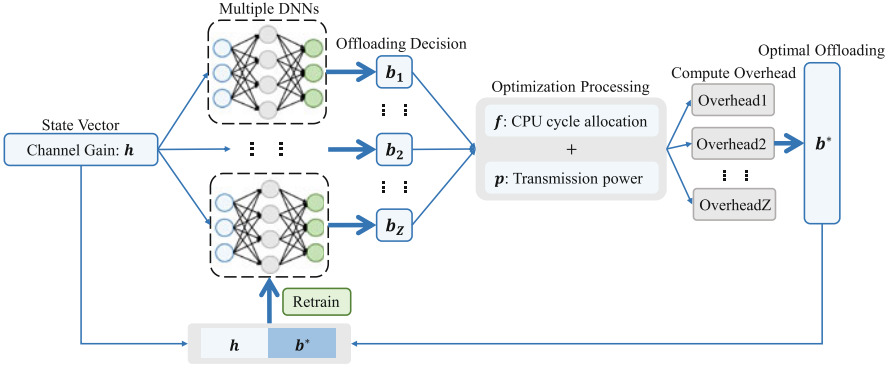 Multiple DNNs
Offloading Decision
Optimal Offloading
State Vector
Channel Gain: h
b₁
b₂
b_Z
Optimization Processing
f: CPU cycle allocation
+
p: Transmission power
Compute Overhead
Overhead1
Overhead2
OverheadZ
b*
Retrain
h
b*